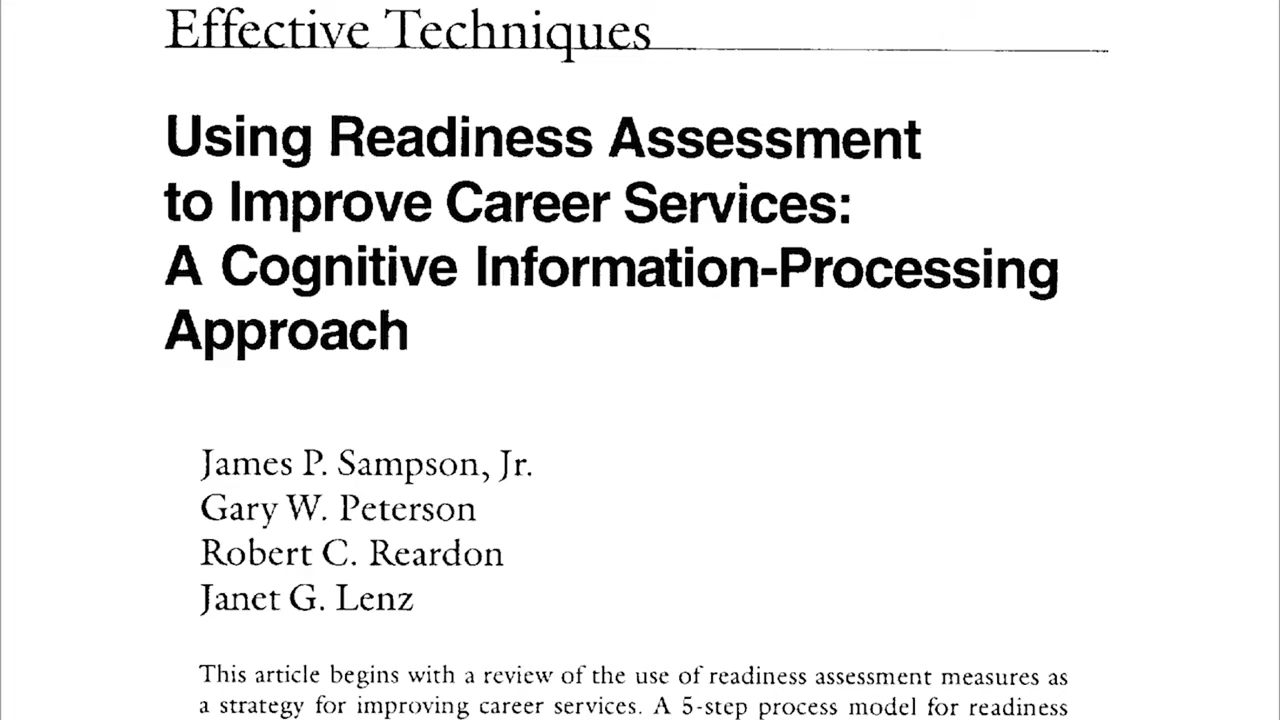 Effective Techniques
Using Readiness Assessment
to Improve Career Services:
A Cognitive Information-Processing
Approach
James P. Sampson, Jr.
Gary W. Peterson
Robert C. Reardon
Janet G. Lenz
This article begins with a review of the use of readiness assessment measures as
a strategy for improving career services. A 5-step process model for readiness